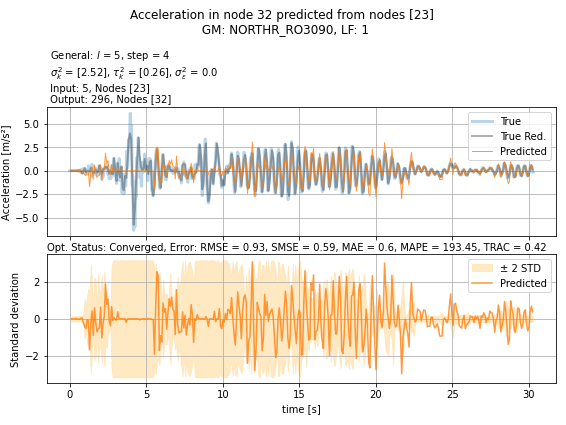 Acceleration in node 32 predicted from nodes [23]
GM: NORTHR_RO3090, LF: 1
General: l = 5, step = 4
σ²ₖ = [2.52], τ²ₖ = [0.26], σ²ε = 0.0
Input: 5, Nodes [23]
Output: 296, Nodes [32]
Acceleration [m/s²]
5.0
2.5
0.0
−2.5
−5.0
True
True Red.
Predicted
Opt. Status: Converged, Error: RMSE = 0.93, SMSE = 0.59, MAE = 0.6, MAPE = 193.45, TRAC = 0.42
Standard deviation
2
0
−2
± 2 STD
Predicted
0 5 10 15 20 25 30
time [s]